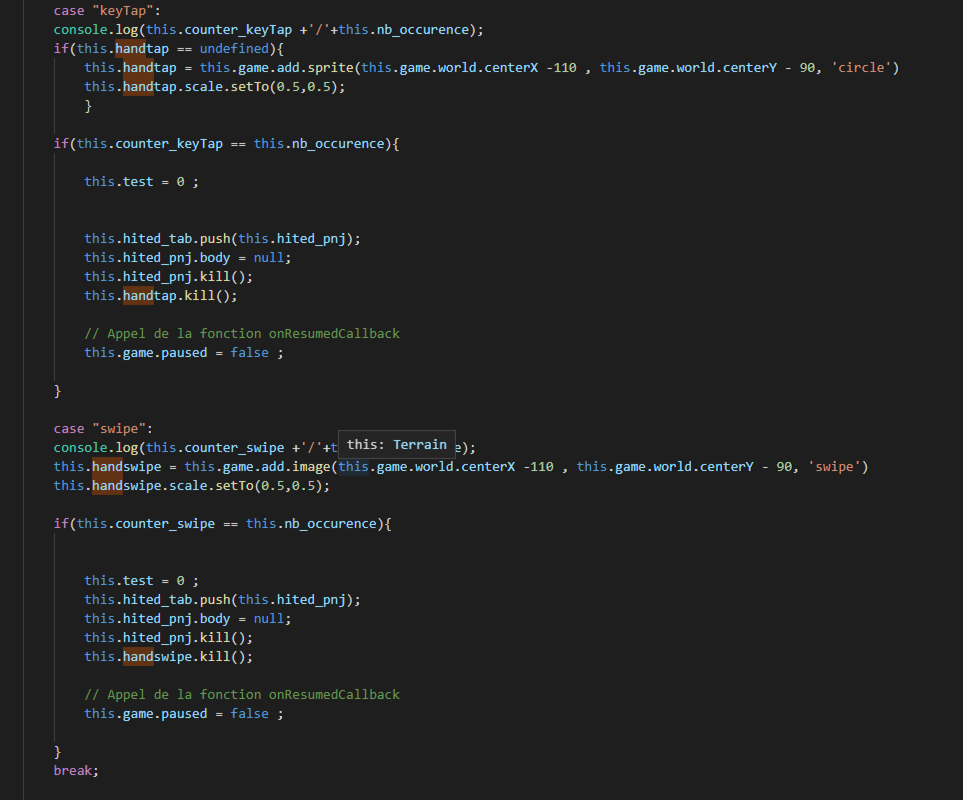 case "keyTap":
console.log(this.counter_keyTap +'/'+this.nb_occurence);
if(this.handtap == undefined){
this.handtap = this.game.add.sprite(this.game.world.centerX -110 , this.game.world.centerY - 90, 'circle')
this.handtap.scale.setTo(0.5,0.5);
}
if(this.counter_keyTap == this.nb_occurence){
this.test = 0 ;
this.hited_tab.push(this.hited_pnj);
this.hited_pnj.body = null;
this.hited_pnj.kill();
this.handtap.kill();
// Appel de la fonction onResumedCallback
this.game.paused = false ;
}
case "swipe":
this: Terrain
console.log(this.counter_swipe +'/'+t e);
this.handswipe = this.game.add.image(this.game.world.centerX -110 , this.game.world.centerY - 90, 'swipe')
this.handswipe.scale.setTo(0.5,0.5);
if(this.counter_swipe == this.nb_occurence){
this.test = 0 ;
this.hited_tab.push(this.hited_pnj);
this.hited_pnj.body = null;
this.hited_pnj.kill();
this.handswipe.kill();
// Appel de la fonction onResumedCallback
this.game.paused = false ;
}
break;